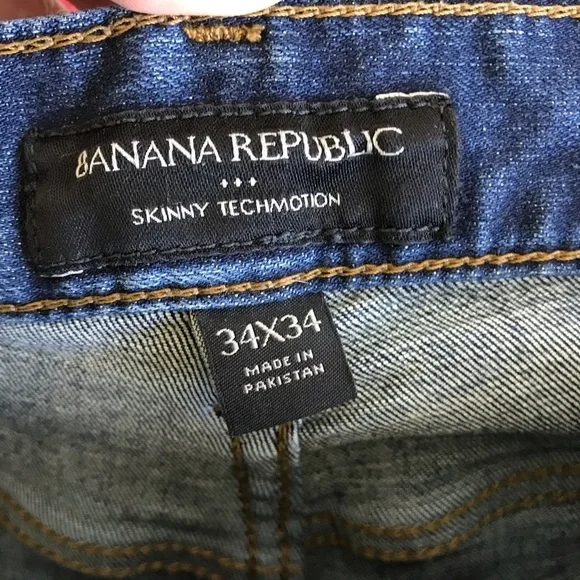 BANANA REPUBLIC
SKINNY TECHMOTION
34X34
MADE IN
PAKISTAN